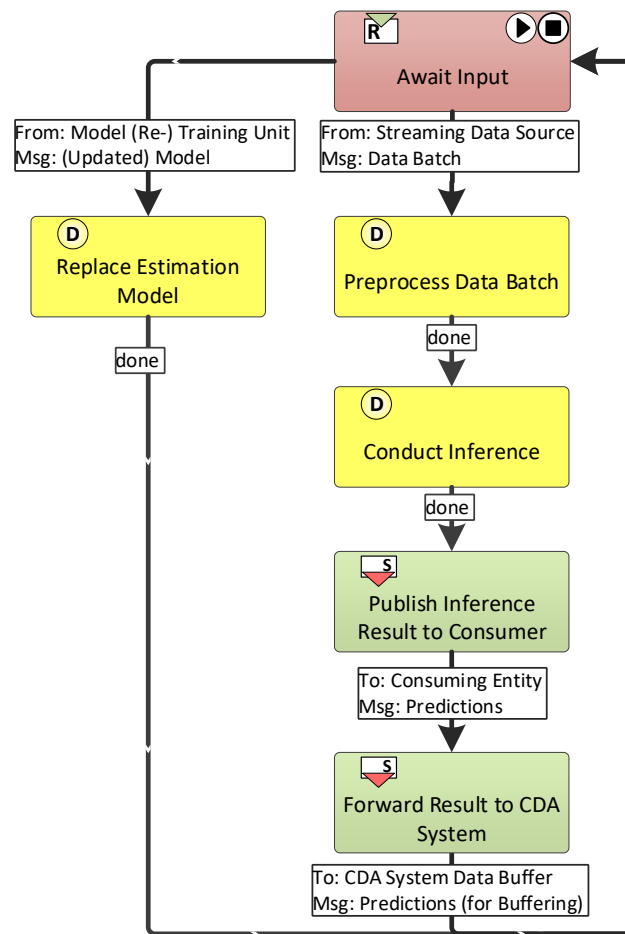 R
Await Input
From: Model (Re-) Training Unit
Msg: (Updated) Model
From: Streaming Data Source
Msg: Data Batch
D
Replace Estimation
Model
D
Preprocess Data Batch
done
done
D
Conduct Inference
done
S
Publish Inference
Result to Consumer
To: Consuming Entity
Msg: Predictions
S
Forward Result to CDA
System
To: CDA System Data Buffer
Msg: Predictions (for Buffering)